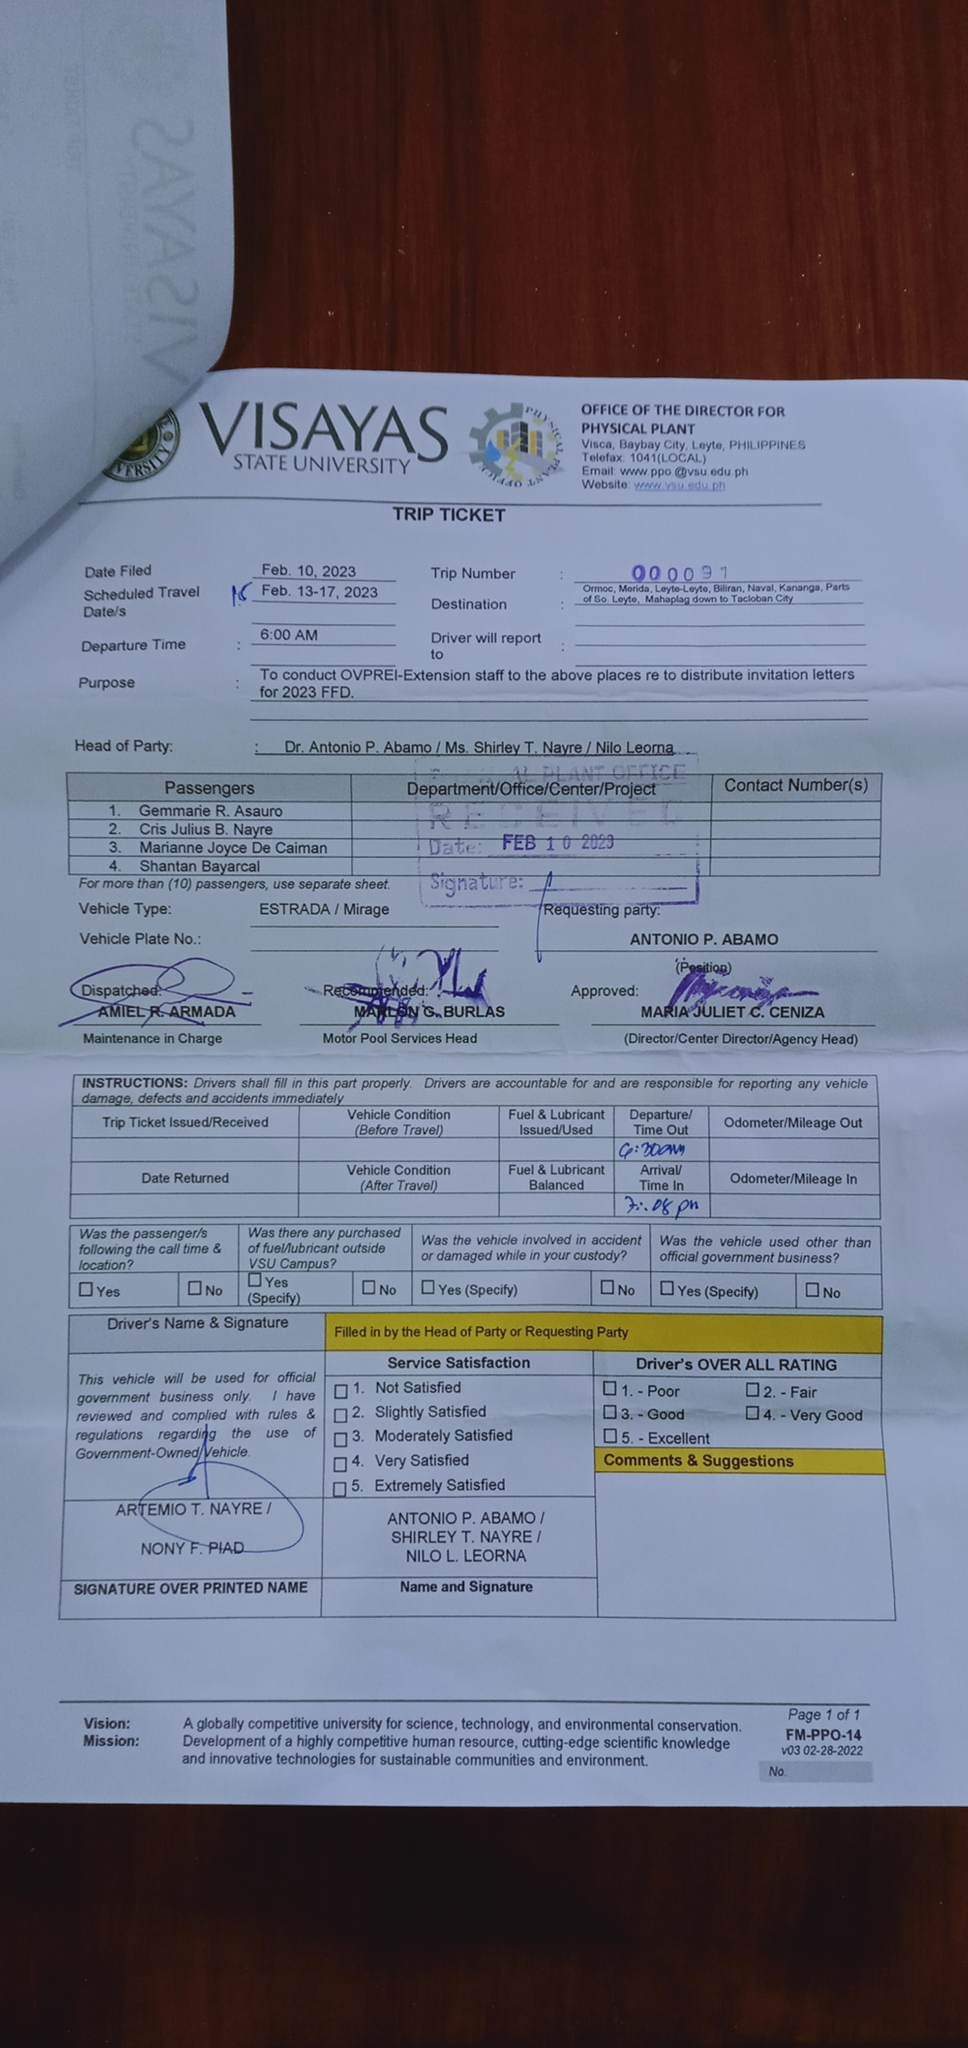 VISAYAS
STATE UNIVERSITY
OFFICE OF THE DIRECTOR FOR
PHYSICAL PLANT
Visca, Baybay City, Leyte, PHILIPPINES
Telefax: 1041(LOCAL)
Email: www.ppo @vsu.edu.ph
Website: www.vsu.edu.ph
TRIP TICKET
Date Filed Feb. 10, 2023 Trip Number : 000097
Scheduled Travel Date/s Feb. 13-17, 2023 Destination : Ormoc, Merida, Leyte-Leyte, Biliran, Naval, Kananga, Parts
of So. Leyte, Mahaplag down to Tacloban City
Departure Time : 6:00 AM Driver will report to :
Purpose : To conduct OVPREI-Extension staff to the above places re to distribute invitation letters
for 2023 FFD.
Head of Party: : Dr. Antonio P. Abamo / Ms. Shirley T. Nayre / Nilo Leorna
PLANT OFFICE
RECEIVED
Date: FEB 10 2023
Signature:
Passengers Department/Office/Center/Project Contact Number(s)
1. Gemmarie R. Asauro
2. Cris Julius B. Nayre
3. Marianne Joyce De Caiman
4. Shantan Bayarcal
For more than (10) passengers, use separate sheet.
Vehicle Type: ESTRADA / Mirage Requesting party:
Vehicle Plate No.: ANTONIO P. ABAMO
(Position)
Dispatched: Recommended: Approved:
AMIEL R. ARMADA MARLON G. BURLAS MARIA JULIET C. CENIZA
Maintenance in Charge Motor Pool Services Head (Director/Center Director/Agency Head)
INSTRUCTIONS: Drivers shall fill in this part properly. Drivers are accountable for and are responsible for reporting any vehicle
damage, defects and accidents immediately
Trip Ticket Issued/Received Vehicle Condition (Before Travel) Fuel & Lubricant Issued/Used Departure/ Time Out Odometer/Mileage Out
6:30am
Date Returned Vehicle Condition (After Travel) Fuel & Lubricant Balanced Arrival/ Time In Odometer/Mileage In
7:08 pm
Was the passenger/s following the call time & location? Was there any purchased of fuel/lubricant outside VSU Campus? Was the vehicle involved in accident or damaged while in your custody? Was the vehicle used other than official government business?
Yes No Yes (Specify) No Yes (Specify) No Yes (Specify) No
Driver's Name & Signature Filled in by the Head of Party or Requesting Party
This vehicle will be used for official
government business only. I have
reviewed and complied with rules &
regulations regarding the use of
Government-Owned Vehicle.
Service Satisfaction
1. Not Satisfied
2. Slightly Satisfied
3. Moderately Satisfied
4. Very Satisfied
5. Extremely Satisfied
Driver's OVER ALL RATING
1. - Poor 2. - Fair
3. - Good 4. - Very Good
5. - Excellent
Comments & Suggestions
ARTEMIO T. NAYRE /
NONY F. PIAD
SIGNATURE OVER PRINTED NAME
ANTONIO P. ABAMO /
SHIRLEY T. NAYRE /
NILO L. LEORNA
Name and Signature
Vision: A globally competitive university for science, technology, and environmental conservation.
Mission: Development of a highly competitive human resource, cutting-edge scientific knowledge
and innovative technologies for sustainable communities and environment.
Page 1 of 1
FM-PPO-14
v03 02-28-2022
No.